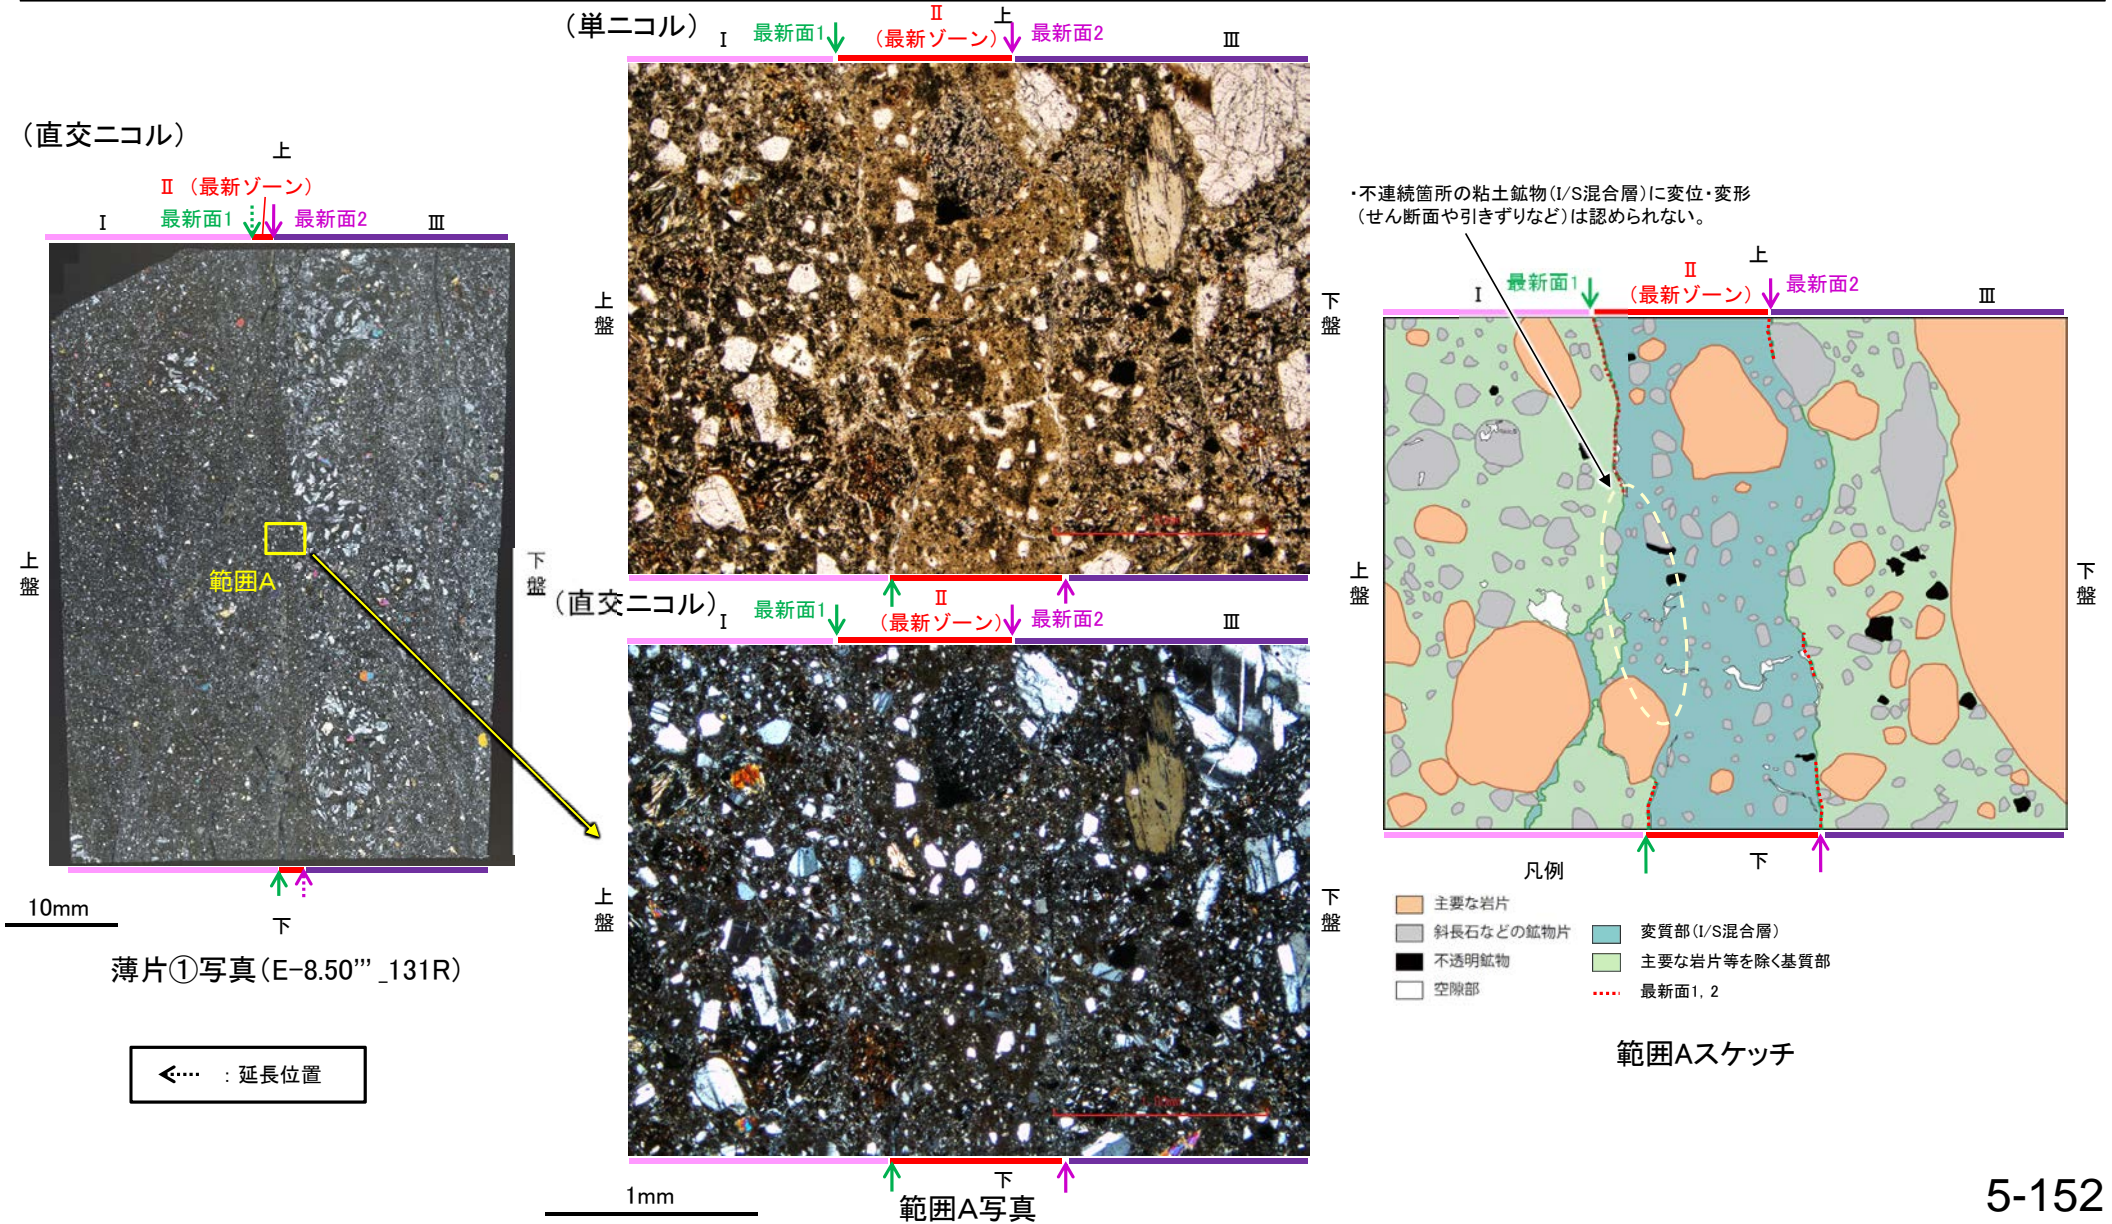 (直交ニコル)
上
Ⅱ (最新ゾーン)
Ⅰ
最新面1
最新面2
Ⅲ
上盤
下盤
範囲A
下
10mm
薄片①写真(E-8.50’’’_131R)
:延長位置
(単ニコル)
Ⅰ
最新面1
Ⅱ
(最新ゾーン)
上
最新面2
Ⅲ
上盤
下盤
(直交ニコル)
Ⅰ
最新面1
Ⅱ
(最新ゾーン)
最新面2
Ⅲ
上盤
下盤
下
1mm
範囲A写真
・不連続箇所の粘土鉱物(I/S混合層)に変位・変形
(せん断面や引きずりなど)は認められない。
上
Ⅰ
最新面1
Ⅱ
(最新ゾーン)
最新面2
Ⅲ
上盤
下盤
下
凡例
主要な岩片
斜長石などの鉱物片
不透明鉱物
空隙部
変質部(I/S混合層)
主要な岩片等を除く基質部
最新面1, 2
範囲Aスケッチ
5-152